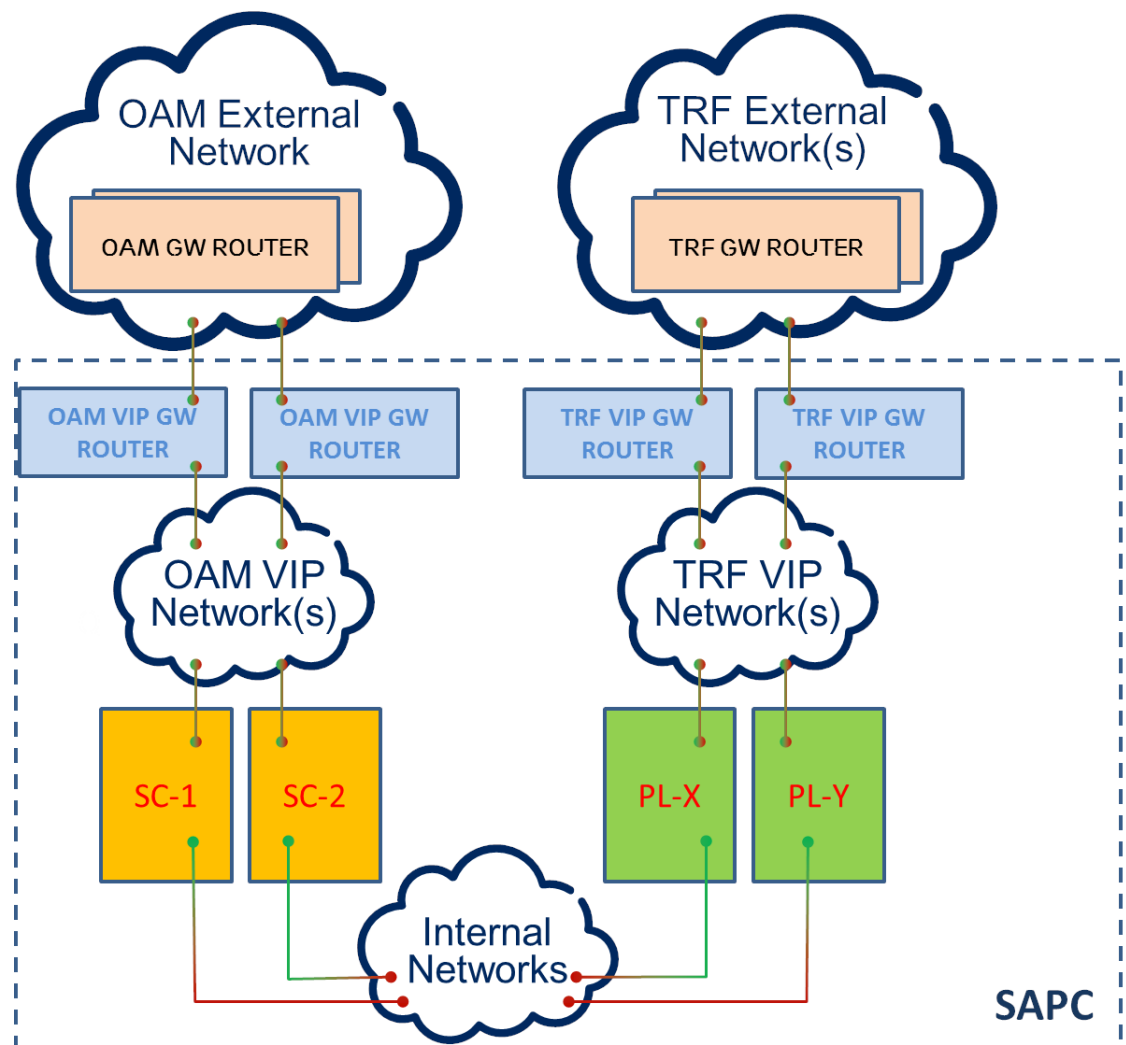 OAM External
Network
TRF External
Network(s)
OAM GW ROUTER
TRF GW ROUTER
OAM VIP GW
ROUTER
OAM VIP GW
ROUTER
TRF VIP GW
ROUTER
TRF VIP GW
ROUTER
OAM VIP
Network(s)
TRF VIP
Network(s)
SC-1
SC-2
PL-X
PL-Y
Internal
Networks
SAPC